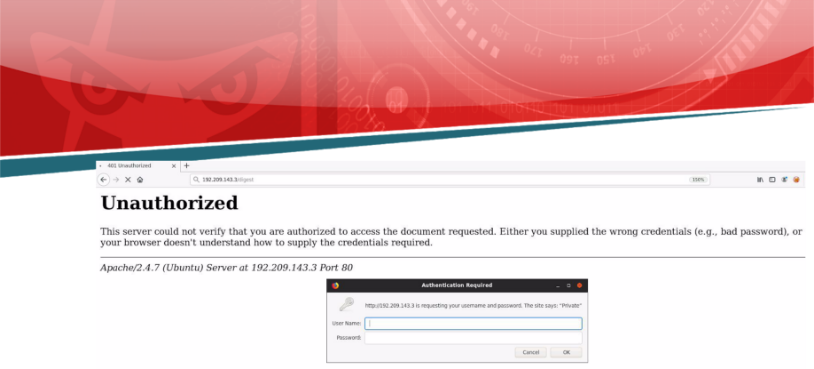 401 Unauthorized
192.209.143.3/digest
Unauthorized
This server could not verify that you are authorized to access the document requested. Either you supplied the wrong credentials (e.g., bad password), or
your browser doesn't understand how to supply the credentials required.
Apache/2.4.7 (Ubuntu) Server at 192.209.143.3 Port 80
Authentication Required
http://192.209.143.3 is requesting your username and password. The site says: "Private"
User Name:
Password:
Cancel OK